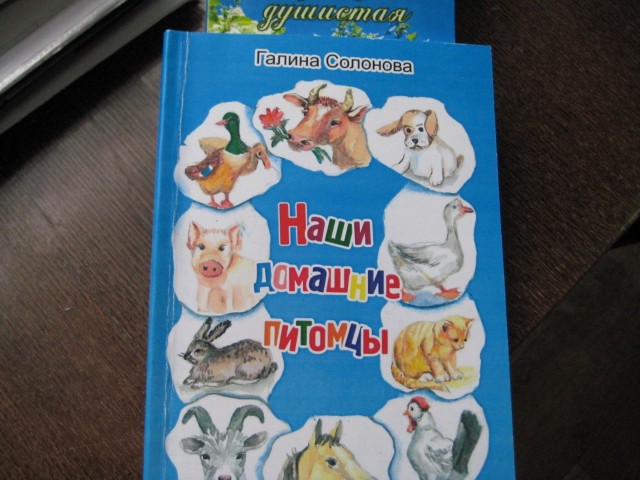 душистая
Галина Солонова
Наши
домашние
питомцы